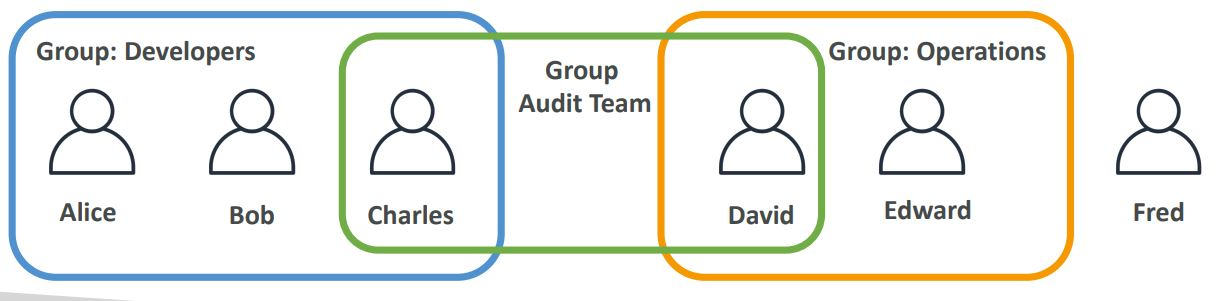 Group: Developers
Group
Audit Team
Group: Operations
Alice
Bob
Charles
David
Edward
Fred